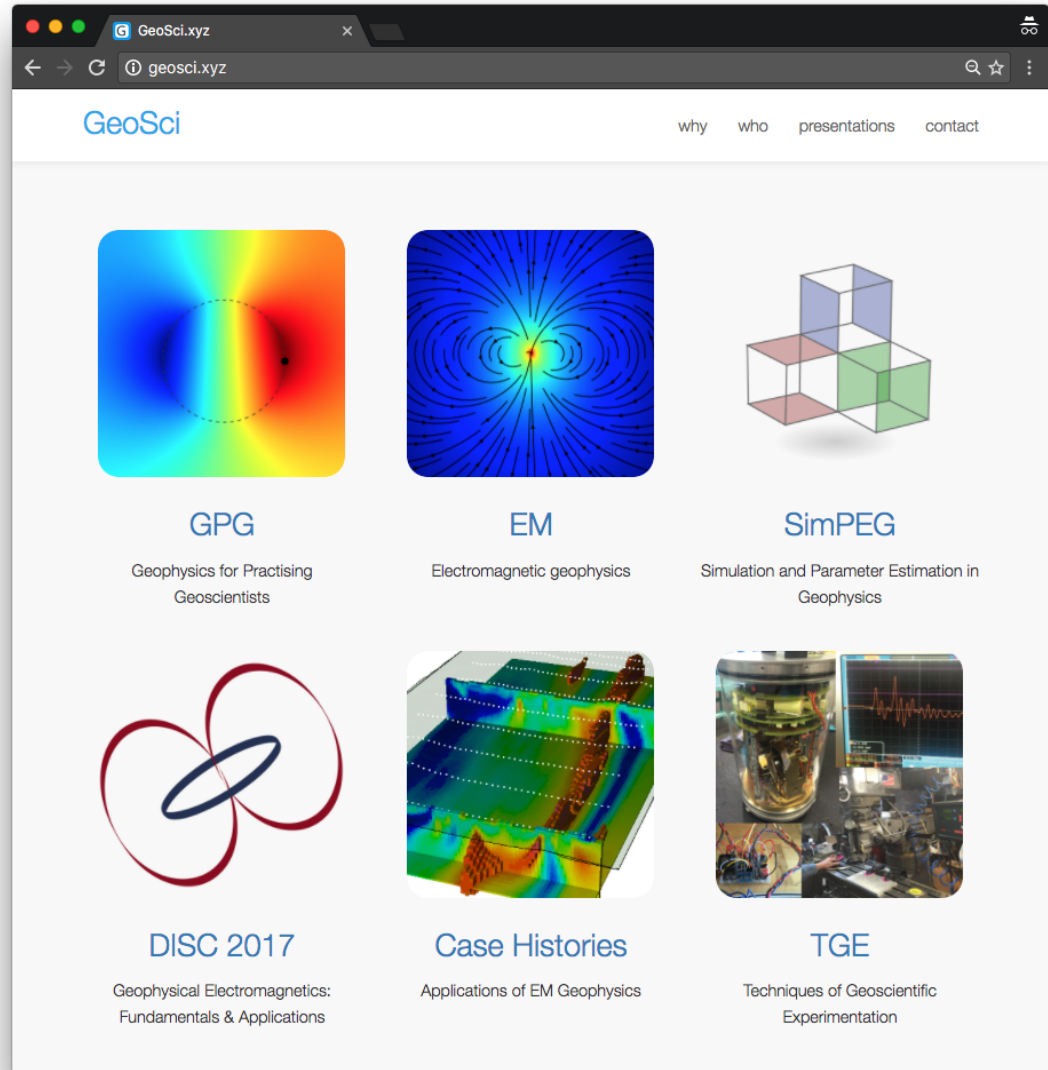 GeoSci.xyz
geosci.xyz
GeoSci
why who presentations contact
GPG
Geophysics for Practising
Geoscientists
EM
Electromagnetic geophysics
SimPEG
Simulation and Parameter Estimation in
Geophysics
DISC 2017
Geophysical Electromagnetics:
Fundamentals & Applications
Case Histories
Applications of EM Geophysics
TGE
Techniques of Geoscientific
Experimentation